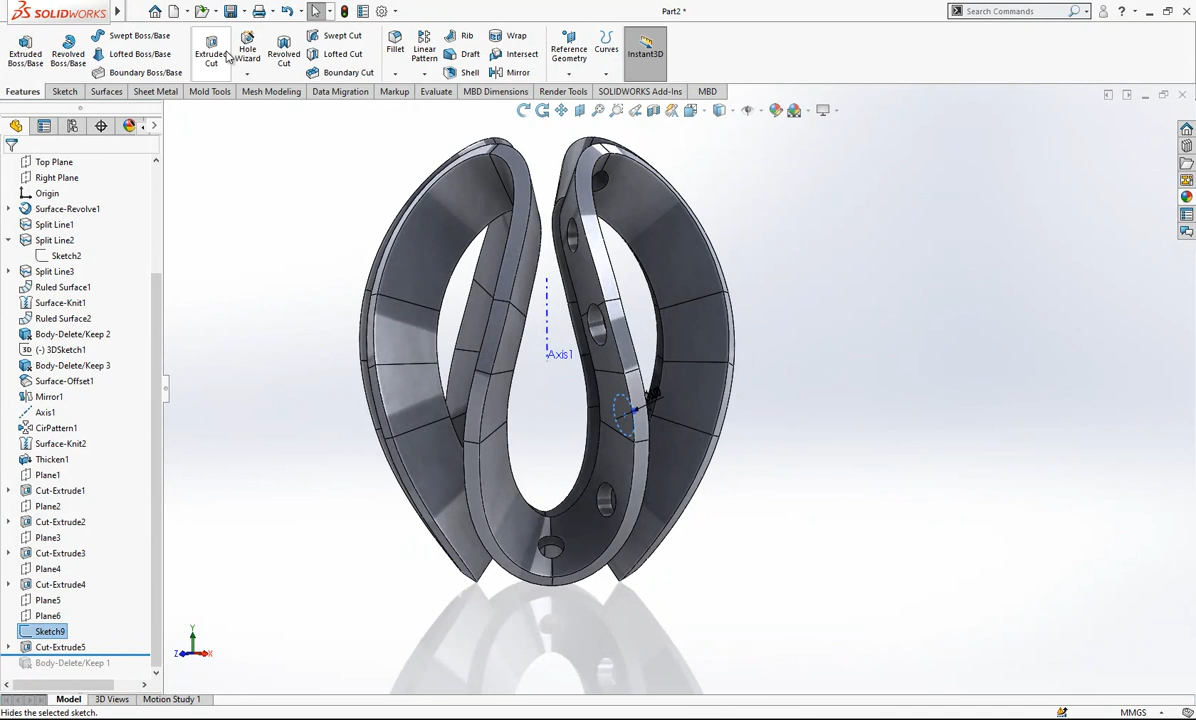 SOLIDWORKS
Part2 *
Search Commands
Extruded Boss/Base
Revolved Boss/Base
Swept Boss/Base
Lofted Boss/Base
Boundary Boss/Base
Extruded Cut
Hole Wizard
Revolved Cut
Swept Cut
Lofted Cut
Boundary Cut
Fillet
Linear Pattern
Rib
Draft
Shell
Wrap
Intersect
Mirror
Reference Geometry
Curves
Instant3D
Features
Sketch
Surfaces
Sheet Metal
Mold Tools
Mesh Modeling
Data Migration
Markup
Evaluate
MBD Dimensions
Render Tools
SOLIDWORKS Add-Ins
MBD
Top Plane
Right Plane
Origin
Surface-Revolve1
Split Line1
Split Line2
Sketch2
Split Line3
Ruled Surface1
Surface-Knit1
Ruled Surface2
Body-Delete/Keep 2
3D (-) 3DSketch1
Body-Delete/Keep 3
Surface-Offset1
Mirror1
Axis1
CirPattern1
Surface-Knit2
Thicken1
Plane1
Cut-Extrude1
Plane2
Cut-Extrude2
Plane3
Cut-Extrude3
Plane4
Cut-Extrude4
Plane5
Plane6
Sketch9
Cut-Extrude5
Body-Delete/Keep 1
Axis1
Y
Z
X
Model
3D Views
Motion Study 1
Hides the selected sketch.
MMGS